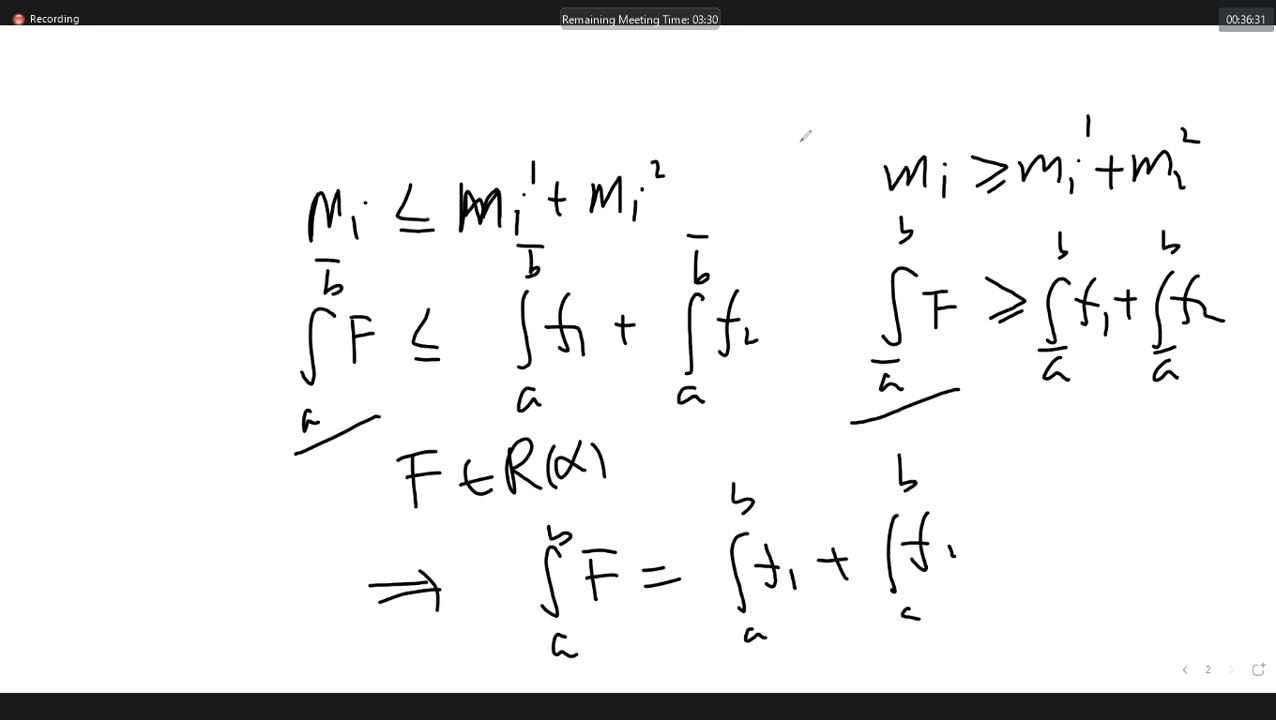 Recording
Remaining Meeting Time: 03:30
00:36:31
M_i ≤ M_i^1 + M_i^2
m_i ≥ m_i^1 + m_i^2
∫_a^{b̅} F ≤ ∫_a^{b̅} f_1 + ∫_a^{b̅} f_2
∫_{a̅}^b F ≥ ∫_{a̅}^b f_1 + ∫_{a̅}^b f_2
F ∈ R(α)
⇒ ∫_a^b F = ∫_a^b f_1 + ∫_a^b f
2